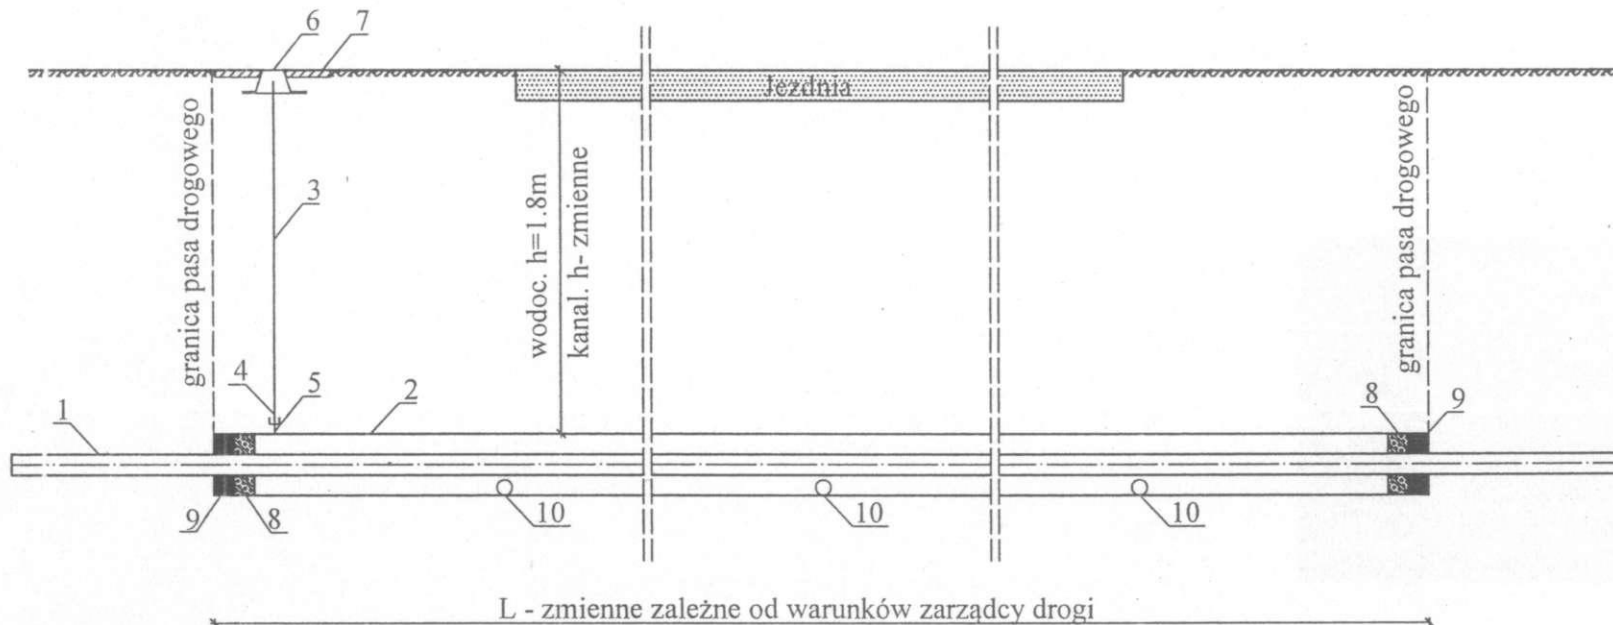 6 7
Jezdnia
granica pasa drogowego
3
wodoc. h=1.8m
kanal. h- zmienne
granica pasa drogowego
4 5 2
1
8 9
9 8
10 10 10
L - zmienne zależne od warunków zarządcy drogi